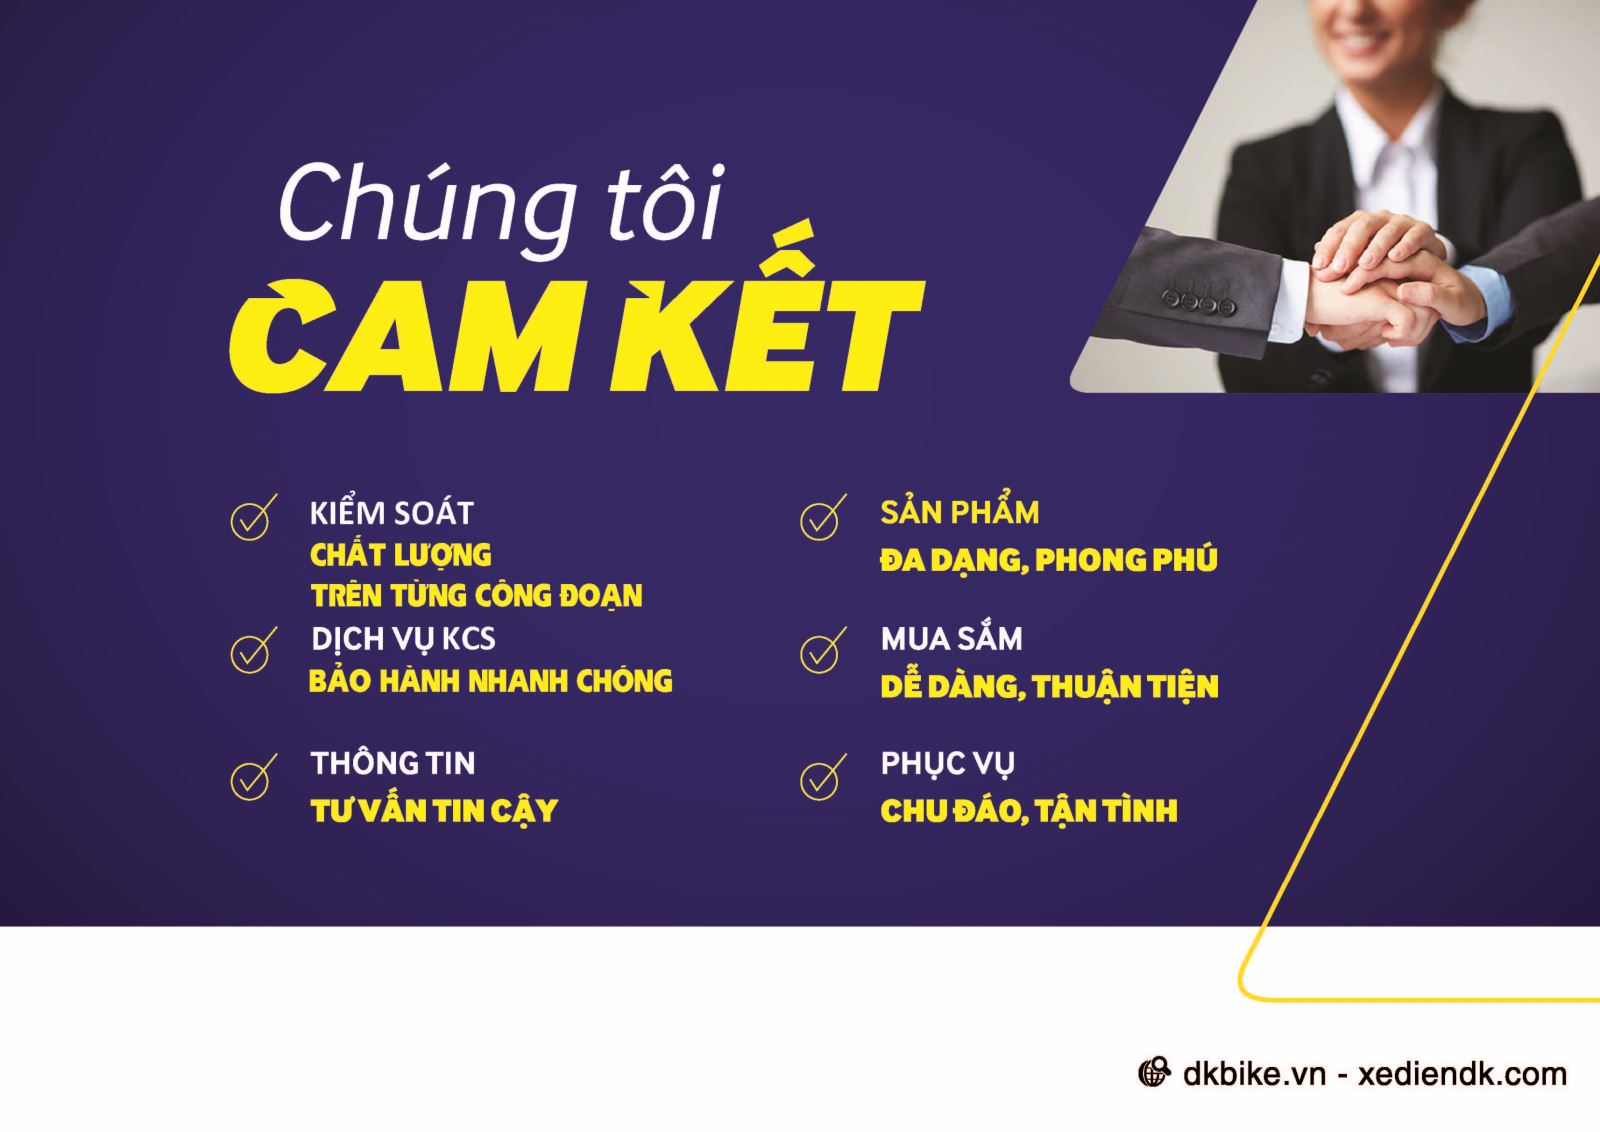 Chúng tôi
CAM KẾT
KIỂM SOÁT
CHẤT LƯỢNG
TRÊN TỪNG CÔNG ĐOẠN
DỊCH VỤ KCS
BẢO HÀNH NHANH CHÓNG
THÔNG TIN
TƯ VẤN TIN CẬY
SẢN PHẨM
ĐA DẠNG, PHONG PHÚ
MUA SẮM
DỄ DÀNG, THUẬN TIỆN
PHỤC VỤ
CHU ĐÁO, TẬN TÌNH
dkbike.vn - xediendk.com